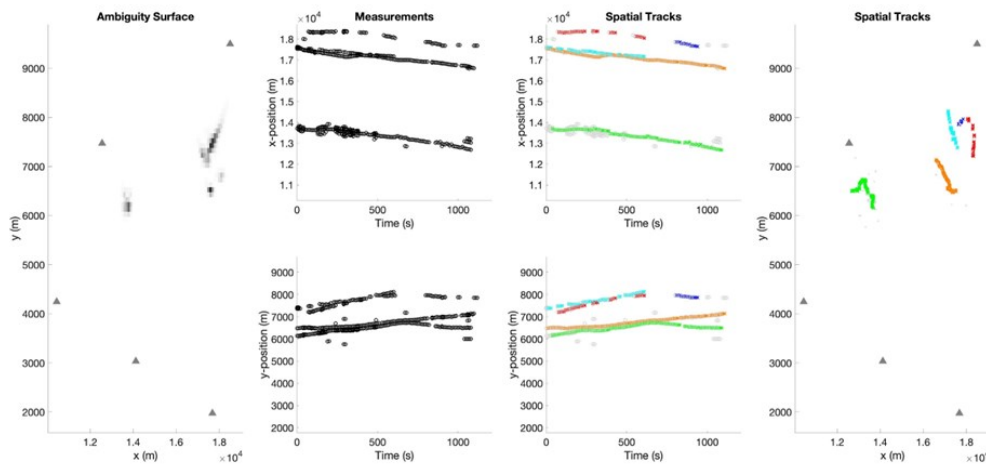 Ambiguity Surface
9000
8000
7000
6000
5000
4000
3000
2000
y (m)
1.2 1.4 1.6 1.8
x (m) ×10⁴
×10⁴ Measurements
1.8
1.7
1.6
1.5
1.4
1.3
1.2
1.1
x-position (m)
0 500 1000
Time (s)
9000
8000
7000
6000
5000
4000
3000
2000
y-position (m)
0 500 1000
Time (s)
×10⁴ Spatial Tracks
1.8
1.7
1.6
1.5
1.4
1.3
1.2
1.1
x-position (m)
0 500 1000
Time (s)
9000
8000
7000
6000
5000
4000
3000
2000
y-position (m)
0 500 1000
Time (s)
Spatial Tracks
9000
8000
7000
6000
5000
4000
3000
2000
y (m)
1.2 1.4 1.6 1.8
x (m)